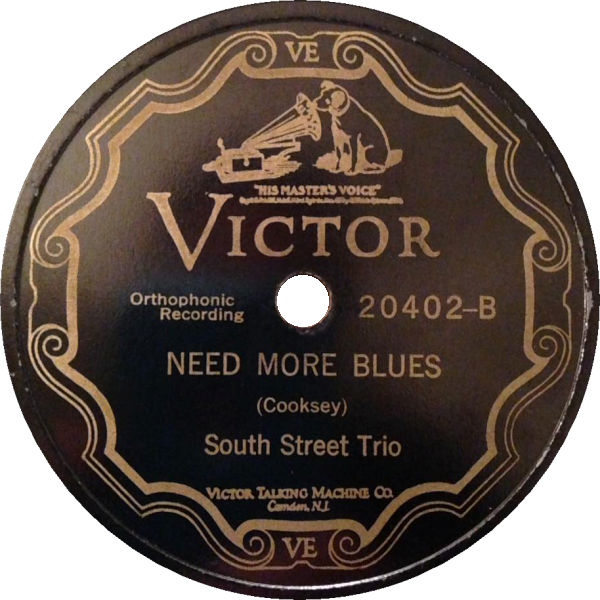 VE
"HIS MASTER'S VOICE"
VICTOR
Orthophonic
Recording
20402-B
NEED MORE BLUES
(Cooksey)
South Street Trio
VICTOR TALKING MACHINE CO.
Camden, N.J.
VE